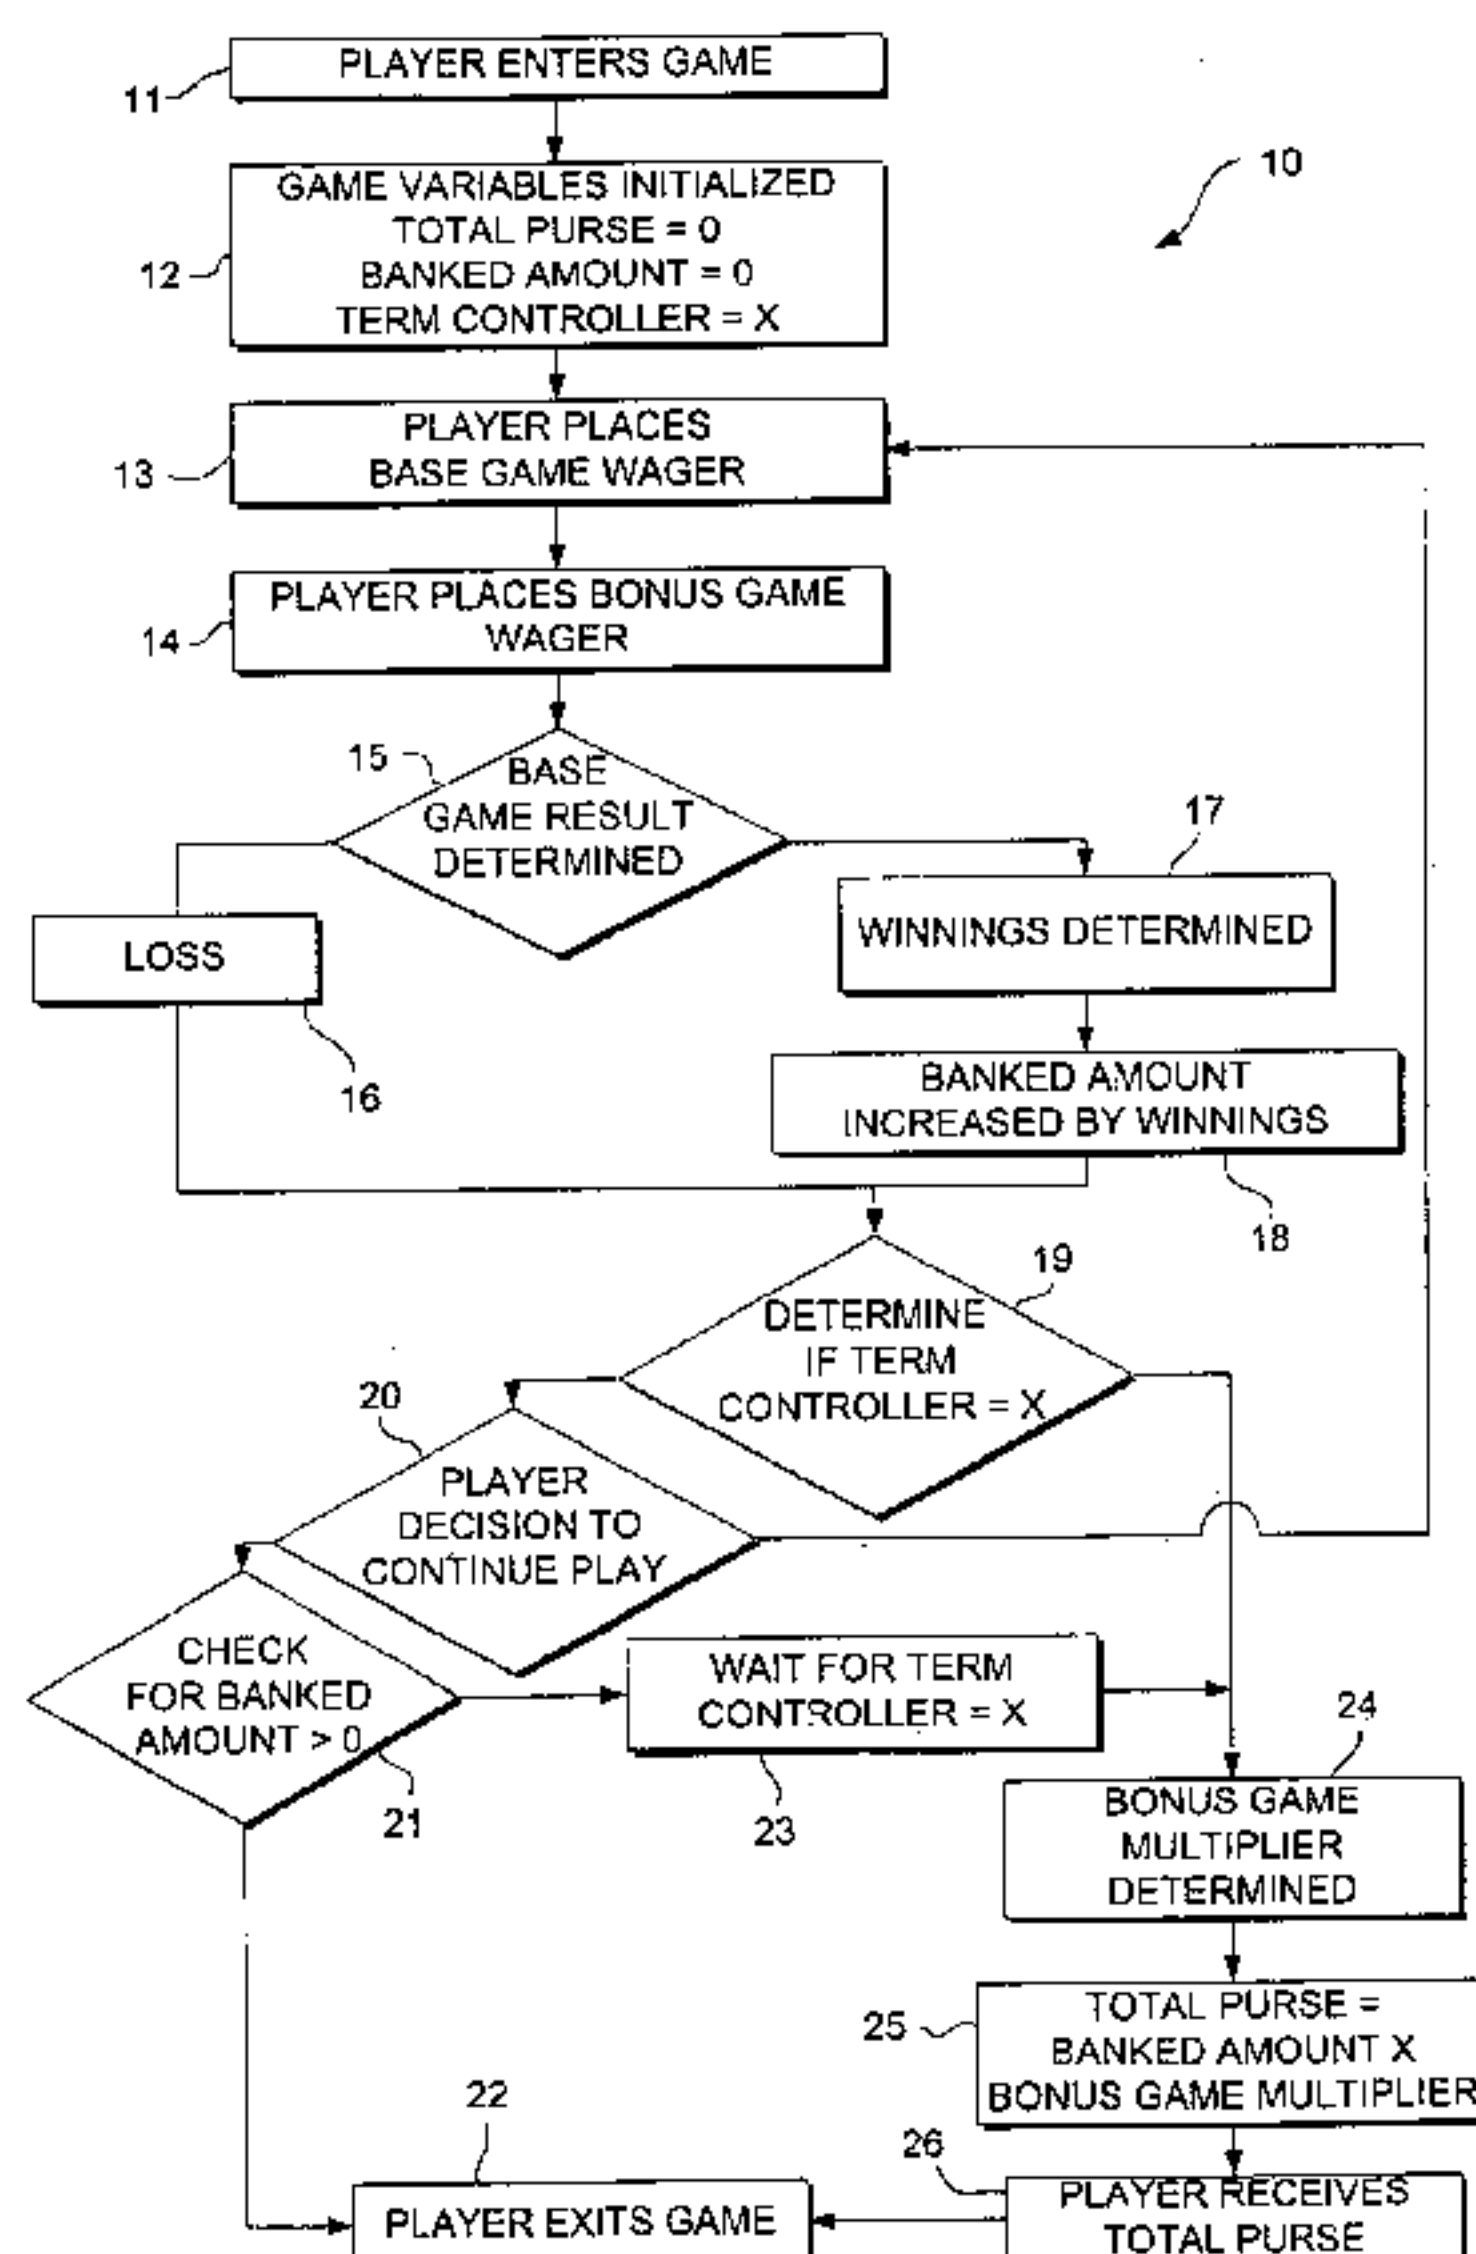 PLAYER ENTERS GAME
11
10
GAME VARIABLES INITIALIZED
TOTAL PURSE = 0
BANKED AMOUNT = 0
TERM CONTROLLER = X
12
PLAYER PLACES
BASE GAME WAGER
13
PLAYER PLACES BONUS GAME
WAGER
14
15
BASE
GAME RESULT
DETERMINED
17
WINNINGS DETERMINED
LOSS
16
BANKED AMOUNT
INCREASED BY WINNINGS
18
19
DETERMINE
IF TERM
CONTROLLER = X
20
PLAYER
DECISION TO
CONTINUE PLAY
CHECK
FOR BANKED
AMOUNT > 0
21
WAIT FOR TERM
CONTROLLER = X
23
24
BONUS GAME
MULTIPLIER
DETERMINED
25
TOTAL PURSE =
BANKED AMOUNT X
BONUS GAME MULTIPLIER
22
26
PLAYER EXITS GAME
PLAYER RECEIVES
TOTAL PURSE